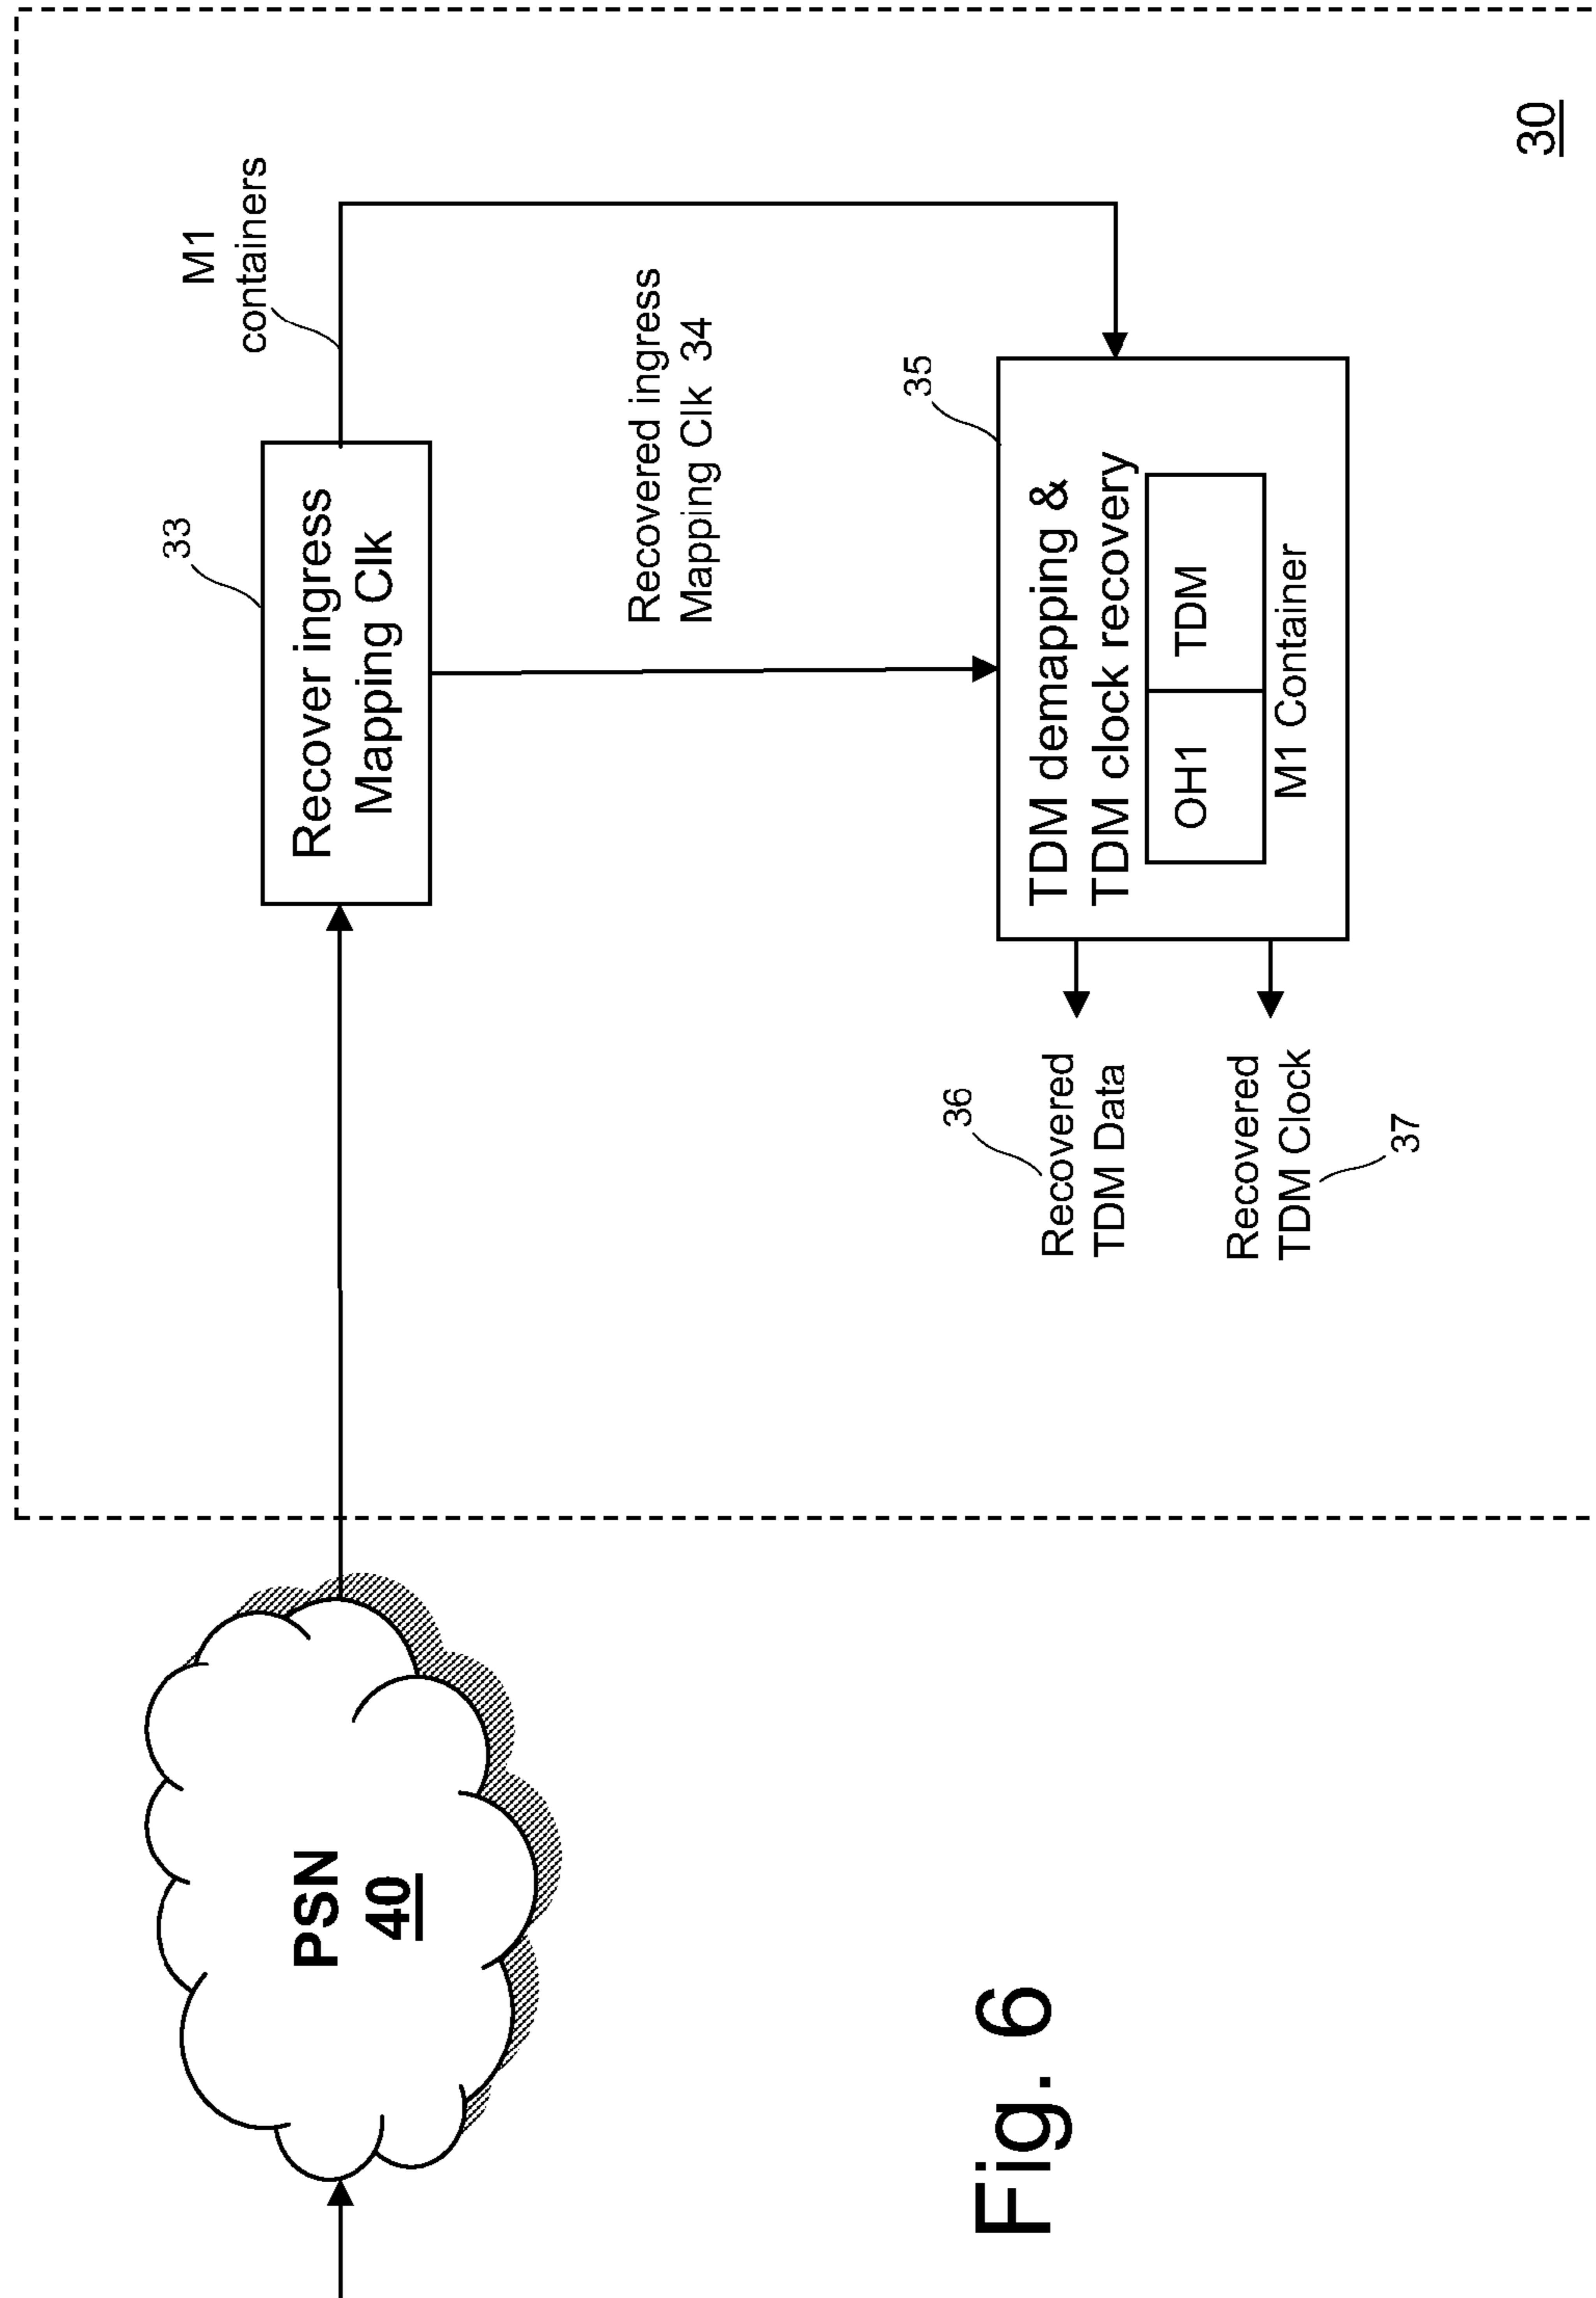 PSN
40
33
Recover ingress
Mapping Clk
M1
containers
Recovered ingress
Mapping Clk 34
35
TDM demapping &
TDM clock recovery
OH1
TDM
M1 Container
36
Recovered
TDM Data
Recovered
TDM Clock
37
30
Fig. 6